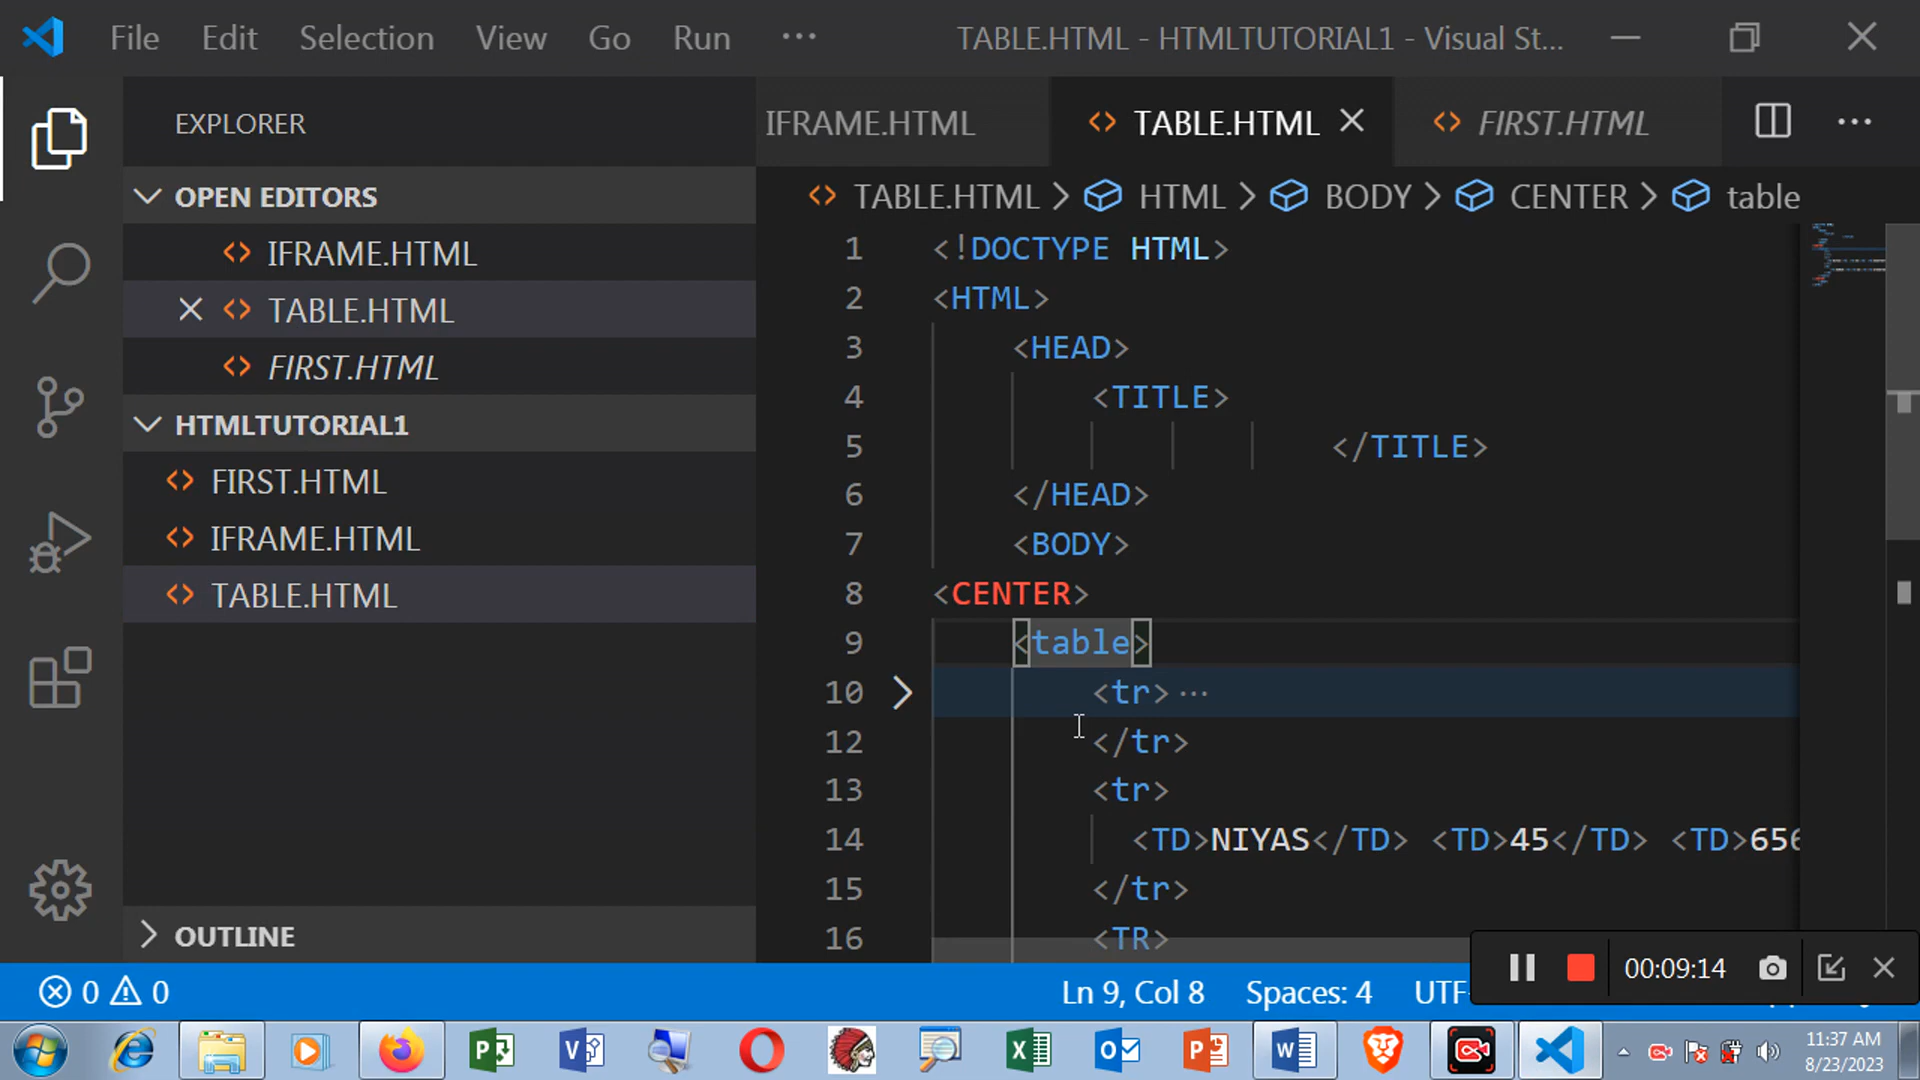 File Edit Selection View Go Run ··· TABLE.HTML - HTMLTUTORIAL1 - Visual St...
EXPLORER
IFRAME.HTML TABLE.HTML FIRST.HTML
OPEN EDITORS
TABLE.HTML > HTML > BODY > CENTER > table
IFRAME.HTML
TABLE.HTML
FIRST.HTML
HTMLTUTORIAL1
FIRST.HTML
IFRAME.HTML
TABLE.HTML
OUTLINE
1 <!DOCTYPE HTML>
2 <HTML>
3 <HEAD>
4 <TITLE>
5 </TITLE>
6 </HEAD>
7 <BODY>
8 <CENTER>
9 <table>
10 <tr> ···
12 </tr>
13 <tr>
14 <TD>NIYAS</TD> <TD>45</TD> <TD>656
15 </tr>
16 <TR>
00:09:14
0 0 Ln 9, Col 8 Spaces: 4 UTF-
11:37 AM
8/23/2023